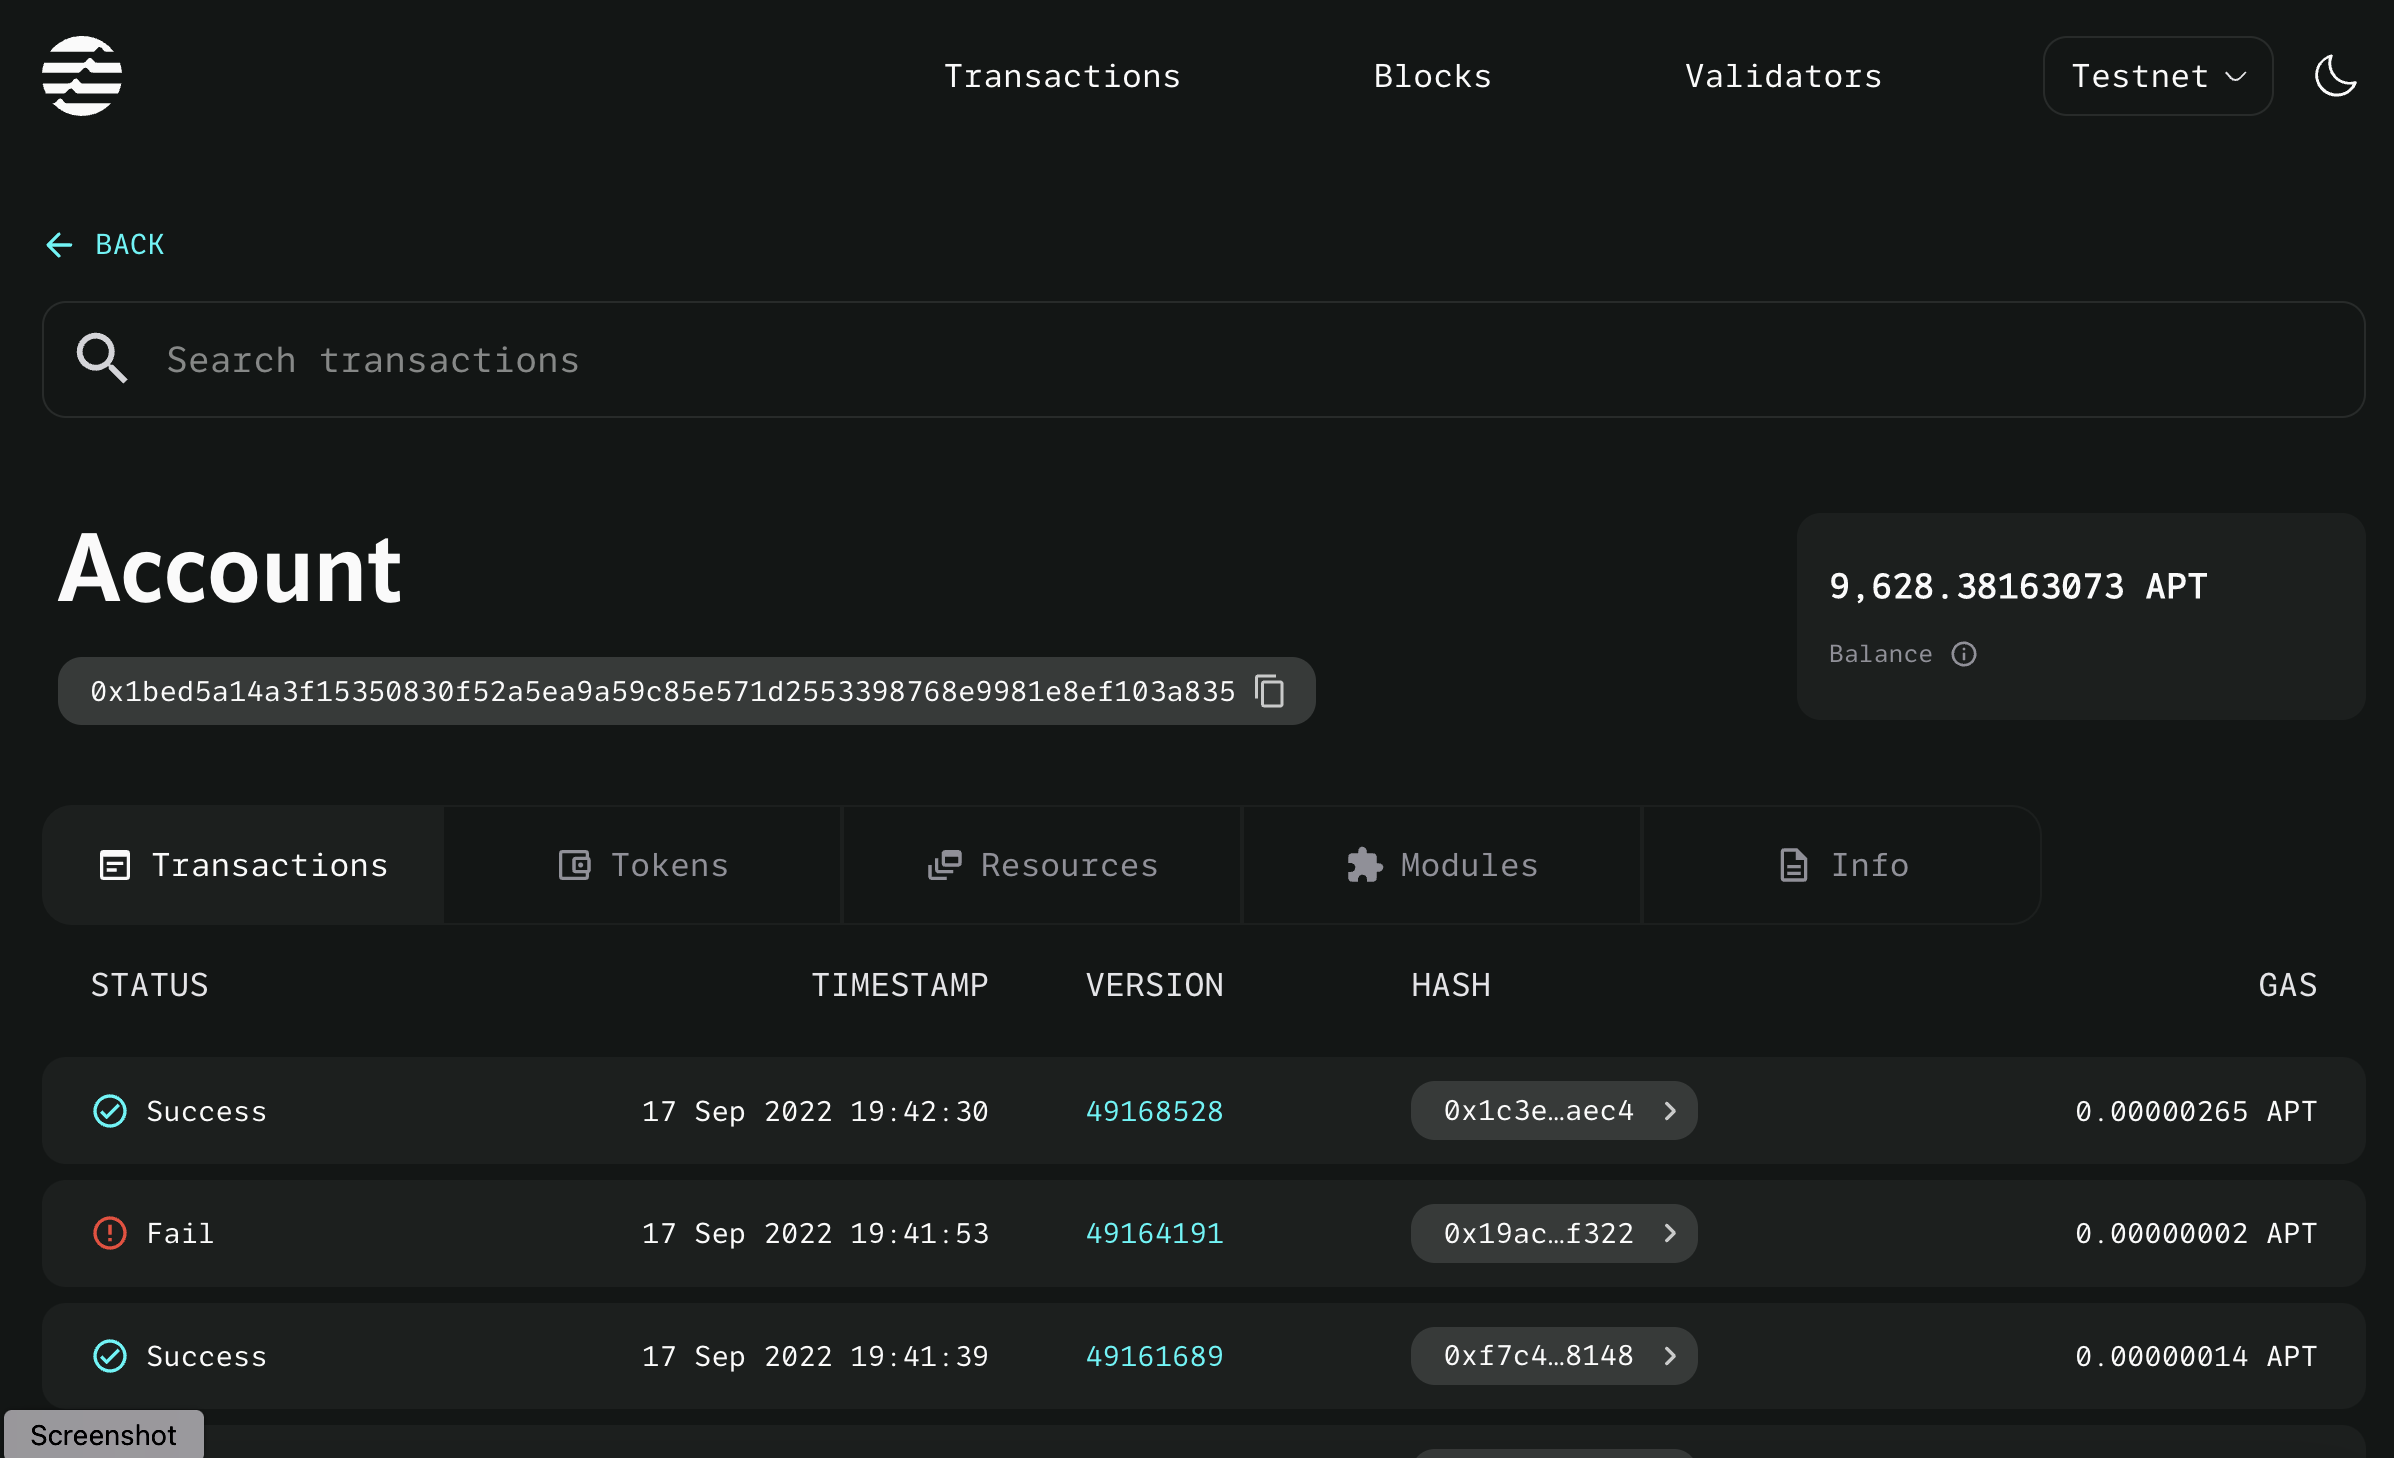 Transactions Blocks Validators Testnet
BACK
Search transactions
Account
9,628.38163073 APT
Balance
0x1bed5a14a3f15350830f52a5ea9a59c85e571d2553398768e9981e8ef103a835
Transactions Tokens Resources Modules Info
STATUS TIMESTAMP VERSION HASH GAS
Success 17 Sep 2022 19:42:30 49168528 0x1c3e…aec4 0.00000265 APT
Fail 17 Sep 2022 19:41:53 49164191 0x19ac…f322 0.00000002 APT
Success 17 Sep 2022 19:41:39 49161689 0xf7c4…8148 0.00000014 APT
Screenshot